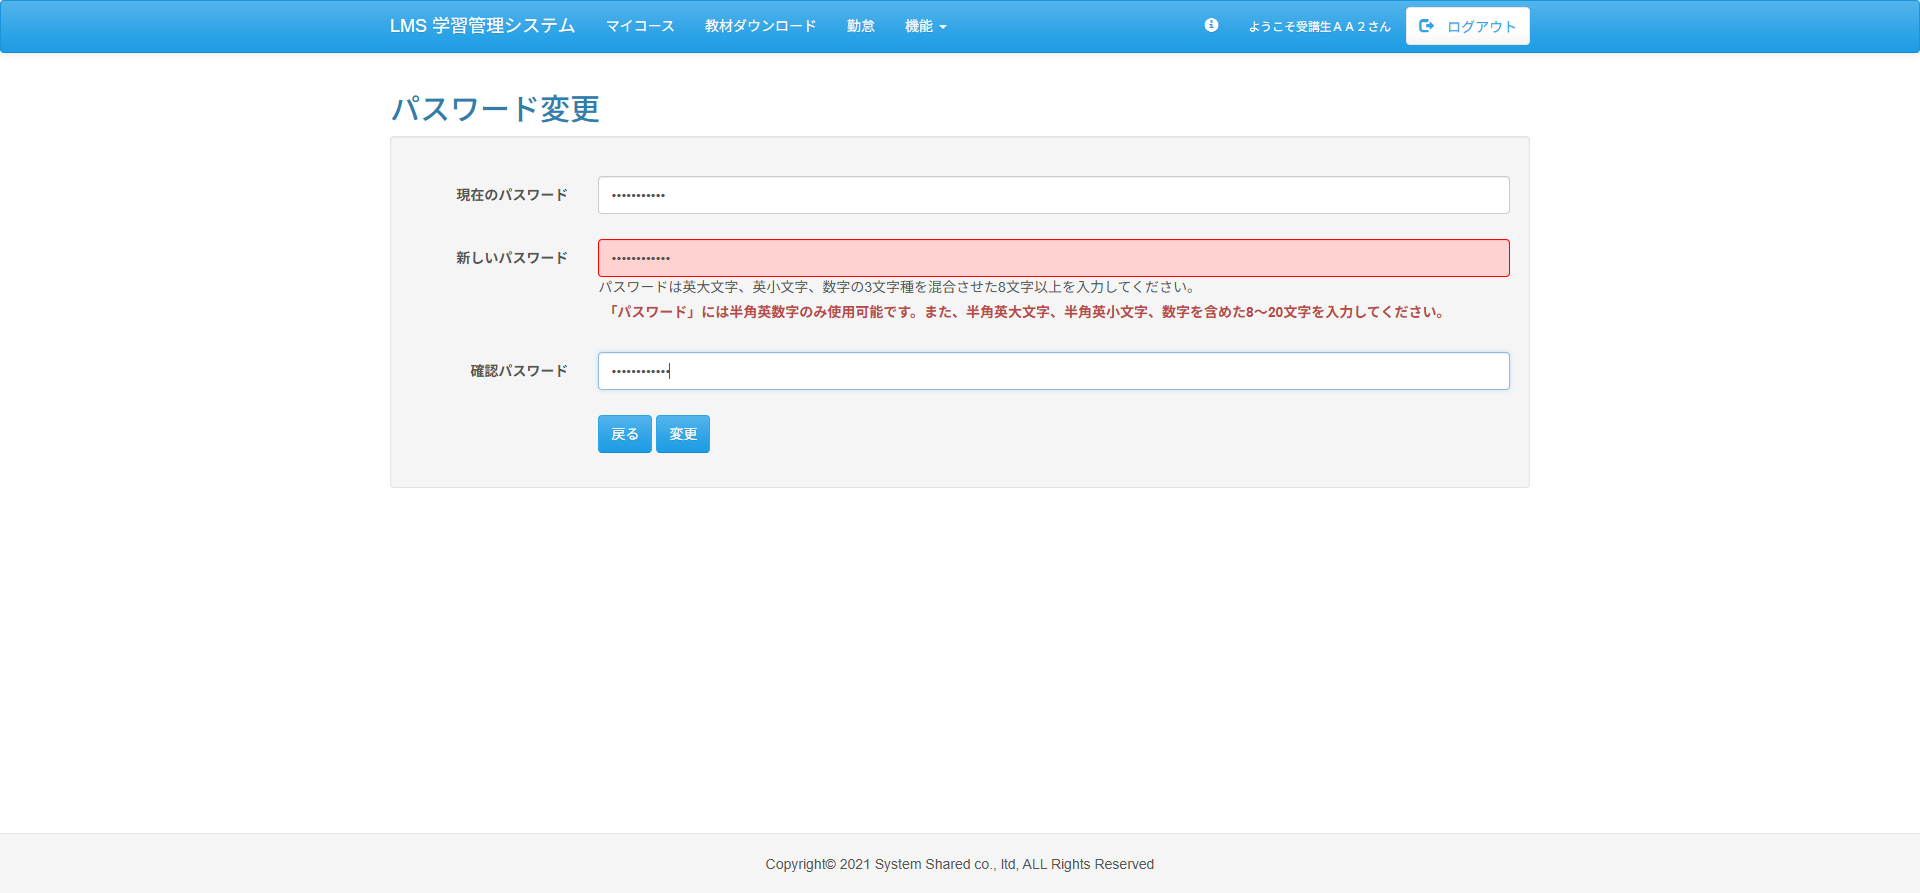 LMS 学習管理システム マイコース 教材ダウンロード 勤怠 機能 ようこそ受講生ＡＡ２さん ログアウト
パスワード変更
現在のパスワード •••••••••••
新しいパスワード ••••••••••••
パスワードは英大文字、英小文字、数字の3文字種を混合させた8文字以上を入力してください。
「パスワード」には半角英数字のみ使用可能です。また、半角英大文字、半角英小文字、数字を含めた8～20文字を入力してください。
確認パスワード ••••••••••••
戻る 変更
Copyright© 2021 System Shared co., ltd, ALL Rights Reserved